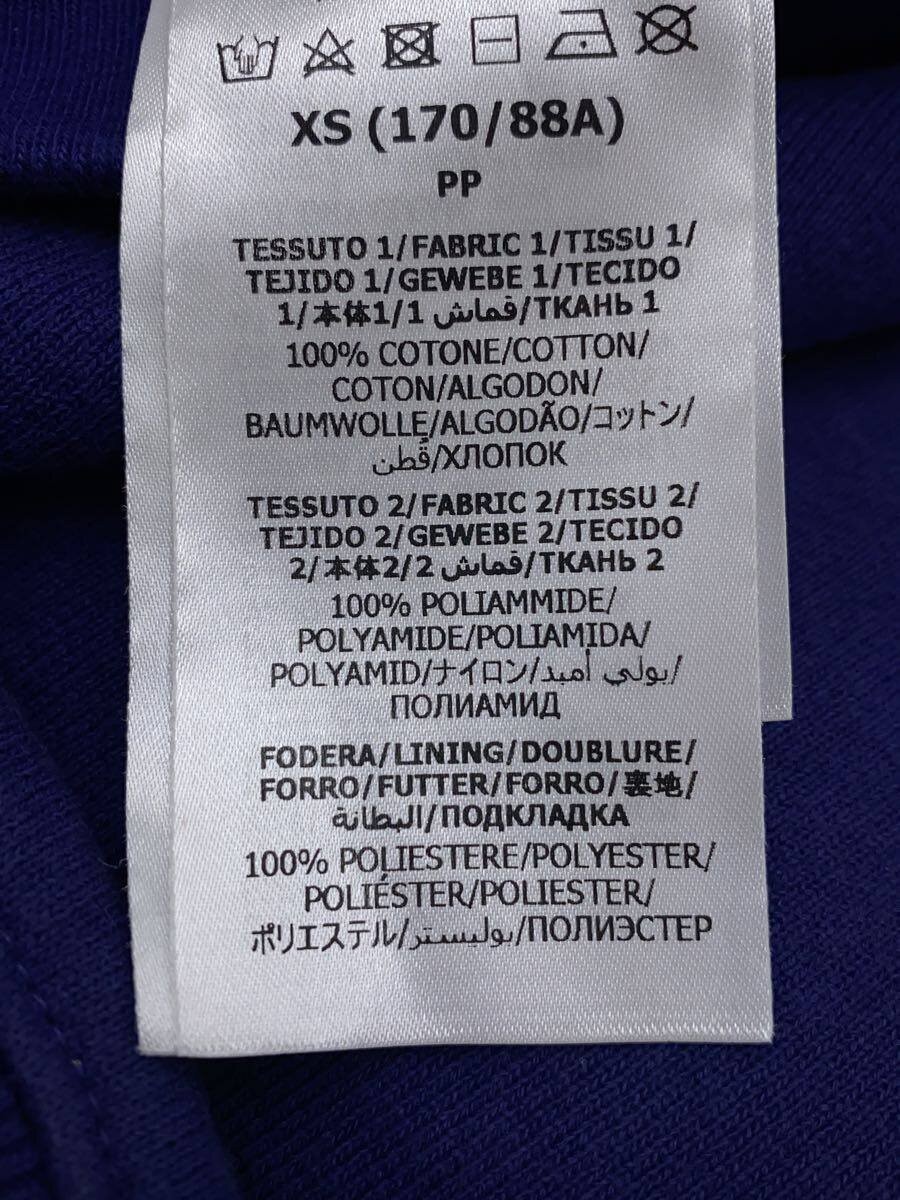 XS (170/88A)
PP
TESSUTO 1/FABRIC 1/TISSU 1/
TEJIDO 1/GEWEBE 1/TECIDO
1/本体1/1 قماش/ТКАНЬ 1
100% COTONE/COTTON/
COTON/ALGODON/
BAUMWOLLE/ALGODÃO/コットン/
قطن/ХЛОПОК
TESSUTO 2/FABRIC 2/TISSU 2/
TEJIDO 2/GEWEBE 2/TECIDO
2/本体2/2 قماش/ТКАНЬ 2
100% POLIAMMIDE/
POLYAMIDE/POLIAMIDA/
POLYAMID/ナイロン/بولي أميد/
ПОЛИАМИД
FODERA/LINING/DOUBLURE/
FORRO/FUTTER/FORRO/裏地/
البطانة/ПОДКЛАДКА
100% POLIESTERE/POLYESTER/
POLIÉSTER/POLIESTER/
ポリエステル/بوليستر/ПОЛИЭСТЕР